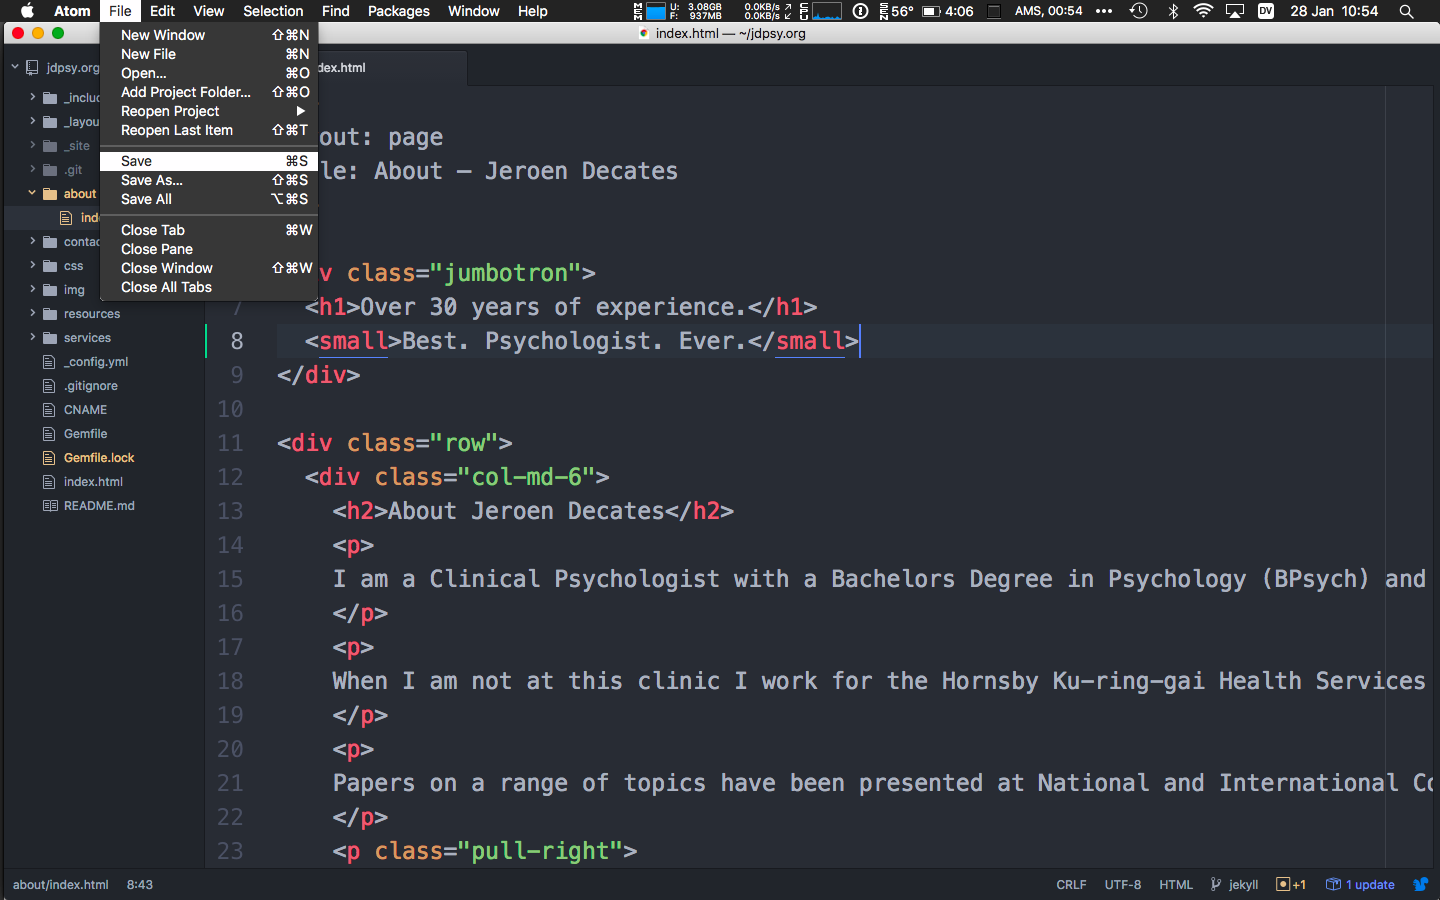 Atom File Edit View Selection Find Packages Window Help MEM U: 3.08GB F: 937MB 0.0KB/s 0.0KB/s CPU SEN 56° 4:06 AMS, 00:54 ••• DV 28 Jan 10:54
index.html — ~/jdpsy.org
New Window ⇧⌘N
New File ⌘N
Open... ⌘O
Add Project Folder... ⇧⌘O
Reopen Project ▶
Reopen Last Item ⇧⌘T
Save ⌘S
Save As... ⇧⌘S
Save All ⌥⌘S
Close Tab ⌘W
Close Pane
Close Window ⇧⌘W
Close All Tabs
jdpsy.org
_includ
_layou
_site
.git
about
inde
contac
css
img
resources
services
_config.yml
.gitignore
CNAME
Gemfile
Gemfile.lock
index.html
README.md
dex.html
out: page
le: About — Jeroen Decates
v class="jumbotron">
7 <h1>Over 30 years of experience.</h1>
8 <small>Best. Psychologist. Ever.</small>
9 </div>
10
11 <div class="row">
12 <div class="col-md-6">
13 <h2>About Jeroen Decates</h2>
14 <p>
15 I am a Clinical Psychologist with a Bachelors Degree in Psychology (BPsych) and
16 </p>
17 <p>
18 When I am not at this clinic I work for the Hornsby Ku-ring-gai Health Services
19 </p>
20 <p>
21 Papers on a range of topics have been presented at National and International Co
22 </p>
23 <p class="pull-right">
about/index.html 8:43 CRLF UTF-8 HTML jekyll +1 1 update